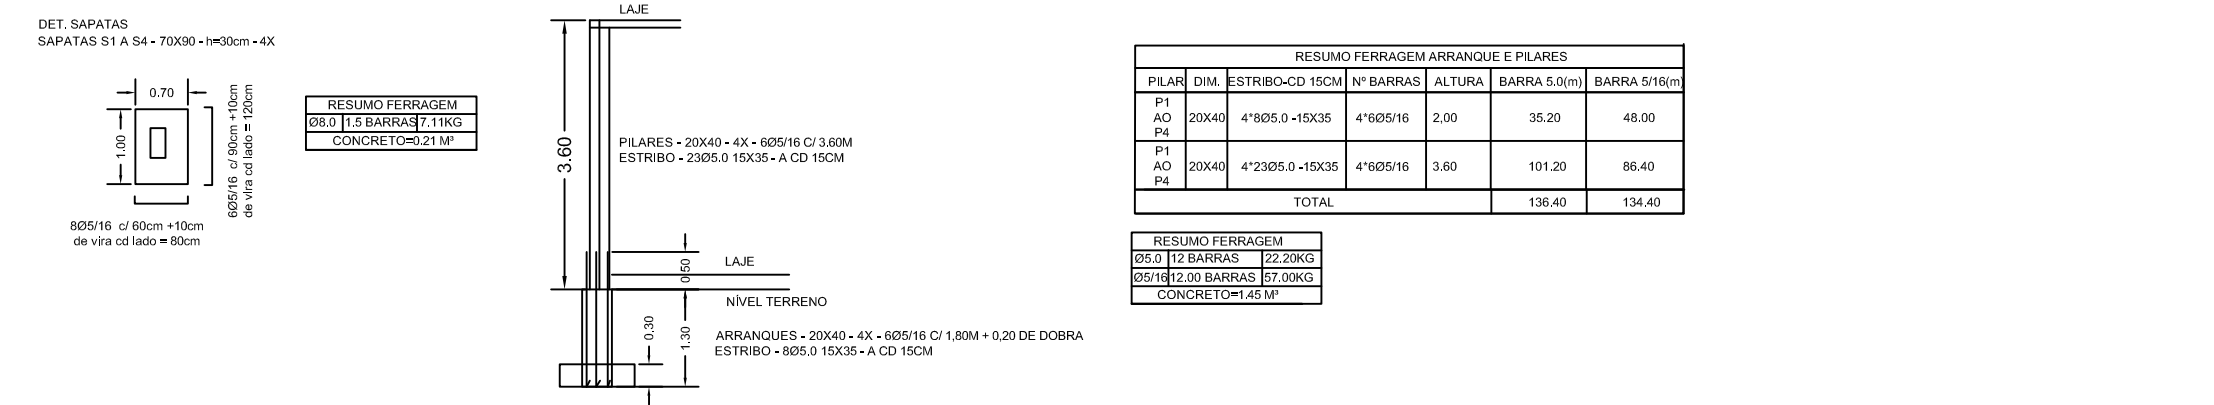 DET. SAPATAS
SAPATAS S1 A S4 - 70X90 - h=30cm - 4X
0.70
1.00
6Ø5/16 c/ 90cm +10cm
de vira cd lado = 120cm
8Ø5/16 c/ 60cm +10cm
de vira cd lado = 80cm
RESUMO FERRAGEM
Ø8.0 1.5 BARRAS 7.11KG
CONCRETO=0.21 M³
LAJE
3.60
PILARES - 20X40 - 4X - 6Ø5/16 C/ 3.60M
ESTRIBO - 23Ø5.0 15X35 - A CD 15CM
0.50
LAJE
NÍVEL TERRENO
0.30
1.30
ARRANQUES - 20X40 - 4X - 6Ø5/16 C/ 1,80M + 0,20 DE DOBRA
ESTRIBO - 8Ø5.0 15X35 - A CD 15CM
RESUMO FERRAGEM ARRANQUE E PILARES
PILAR DIM. ESTRIBO-CD 15CM Nº BARRAS ALTURA BARRA 5.0(m) BARRA 5/16(m)
P1
AO
P4
20X40 4*8Ø5.0 -15X35 4*6Ø5/16 2,00 35.20 48.00
P1
AO
P4
20X40 4*23Ø5.0 -15X35 4*6Ø5/16 3.60 101.20 86.40
TOTAL 136.40 134.40
RESUMO FERRAGEM
Ø5.0 12 BARRAS 22.20KG
Ø5/16 12.00 BARRAS 57.00KG
CONCRETO=1.45 M³